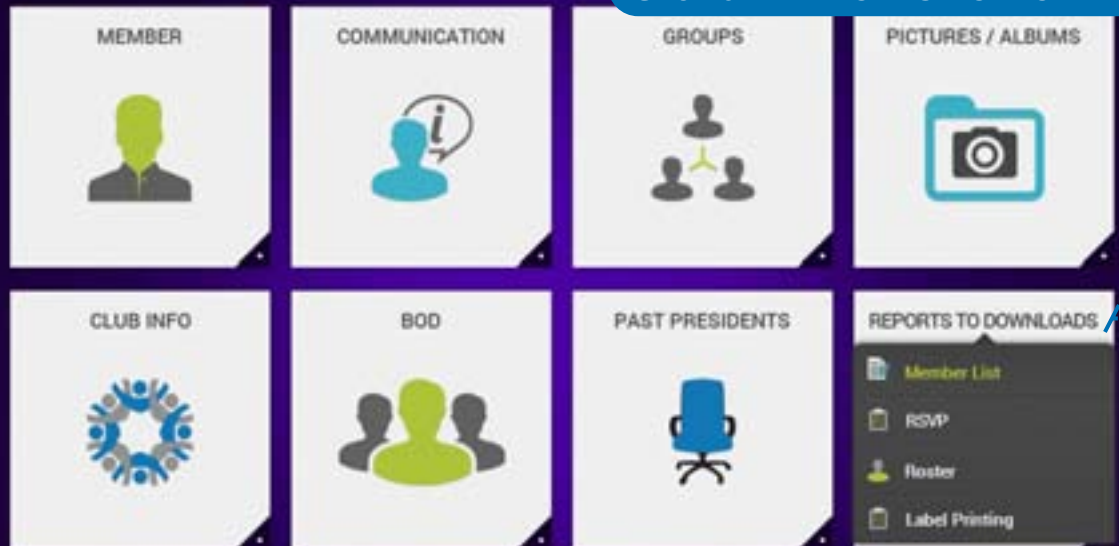 MEMBER
COMMUNICATION
GROUPS
PICTURES / ALBUMS
i
CLUB INFO
BOD
PAST PRESIDENTS
REPORTS TO DOWNLOADS
Member List
RSVP
Roster
Label Printing